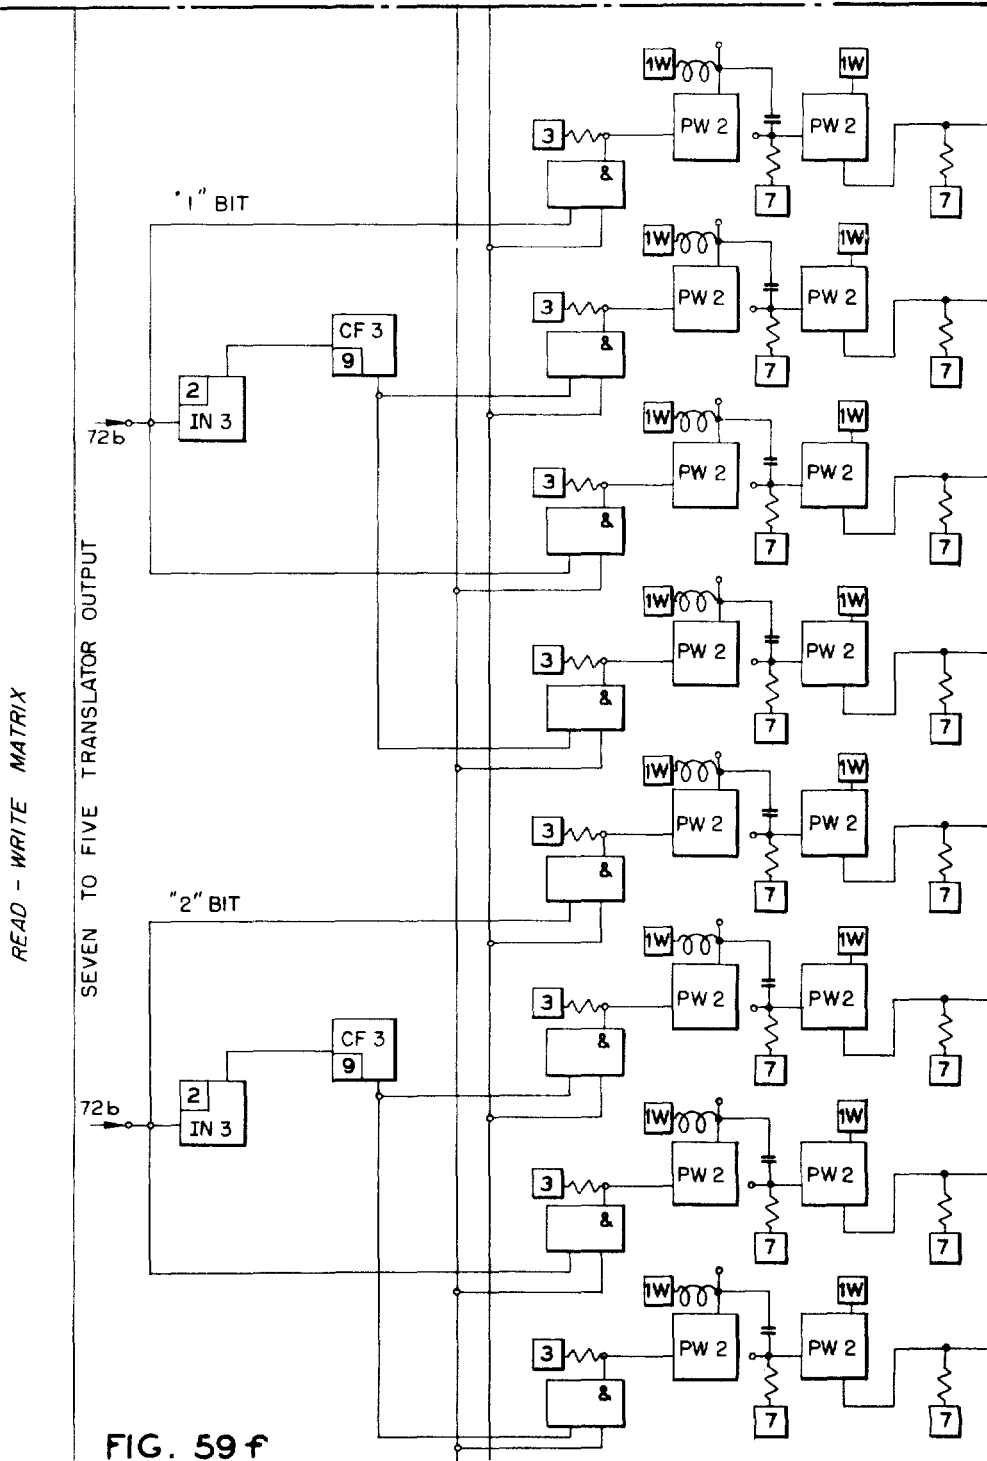 1W
1W
PW 2
PW 2
3
&
7
7
"1" BIT
1W
1W
PW 2
PW 2
3
&
7
7
CF 3
9
2
IN 3
72b
1W
1W
PW 2
PW 2
3
&
7
7
1W
1W
PW 2
PW 2
3
&
7
7
READ - WRITE MATRIX
SEVEN TO FIVE TRANSLATOR OUTPUT
1W
1W
PW 2
PW 2
3
&
7
7
"2" BIT
1W
1W
PW 2
PW 2
3
&
7
7
CF 3
9
2
IN 3
72b
1W
1W
PW 2
PW 2
3
&
7
7
1W
1W
PW 2
PW 2
3
&
7
7
FIG. 59f